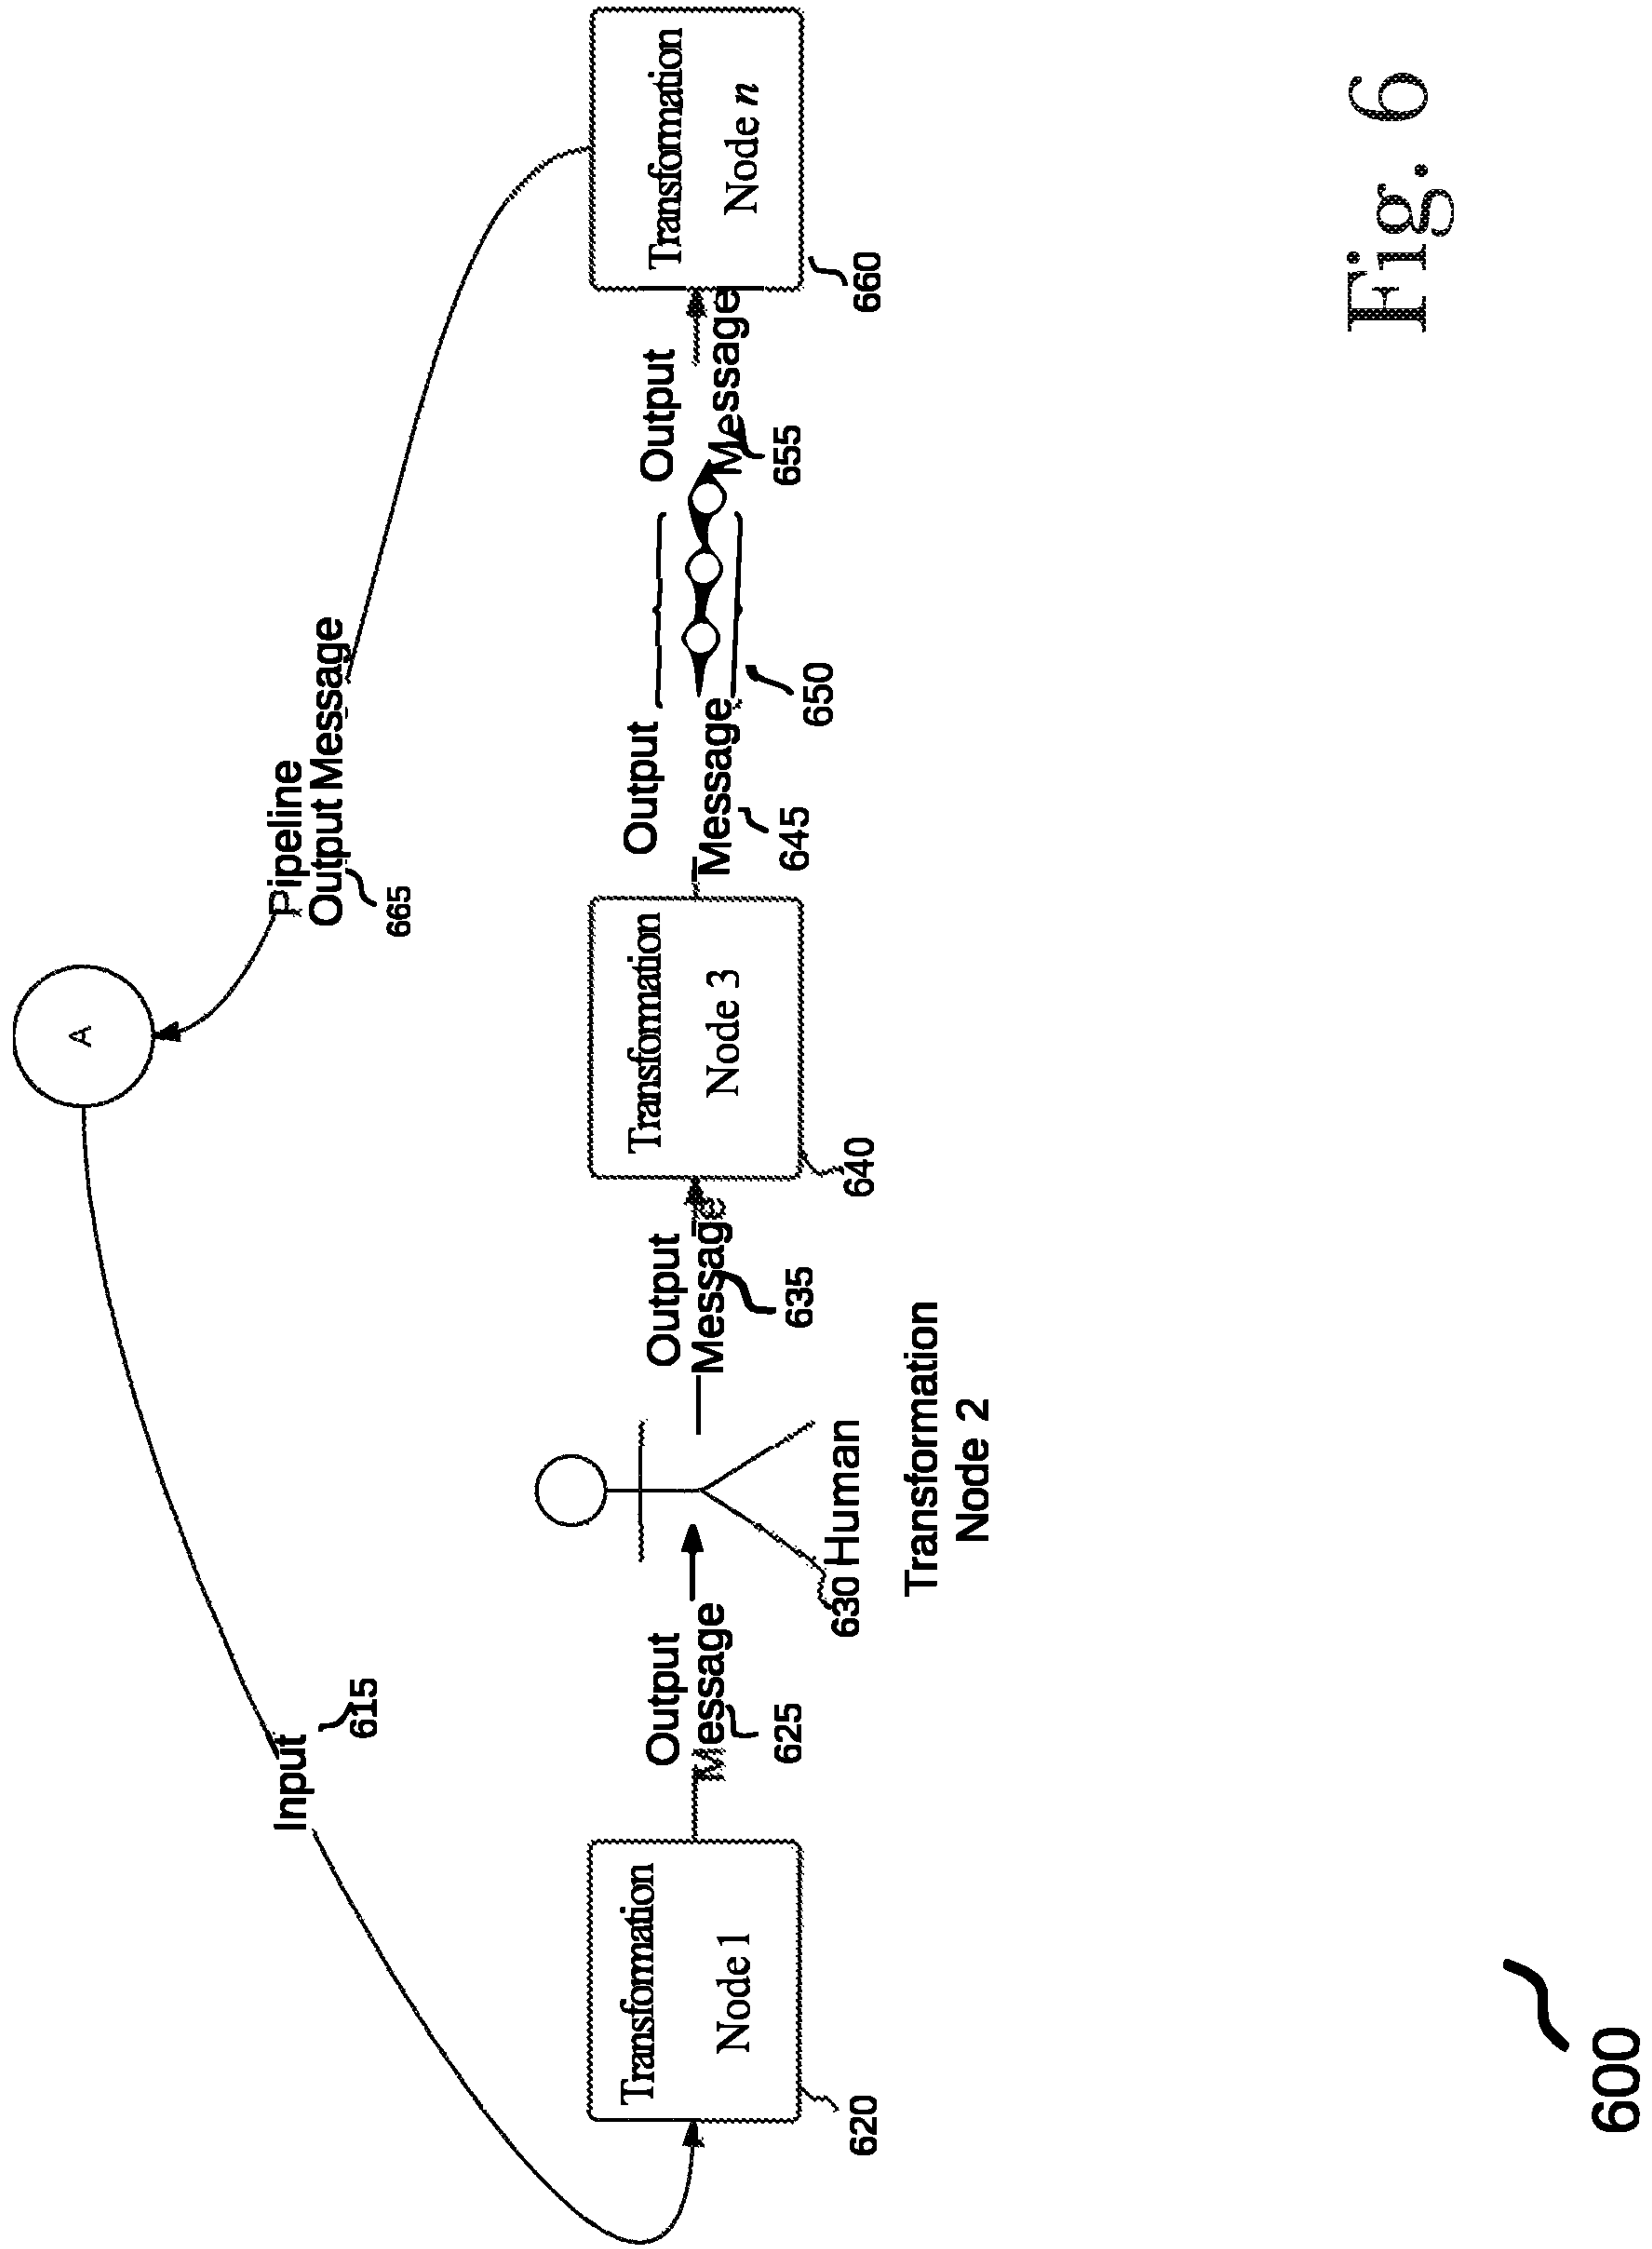 A
Input
615
Pipeline
Output Message
665
Transformation
Node 1
620
Output
Message
625
630 Human
Transformation
Node 2
Output
Message
635
Transformation
Node 3
640
Output
Message
645
650
Output
Message
655
Transformation
Node n
660
600
Fig. 6